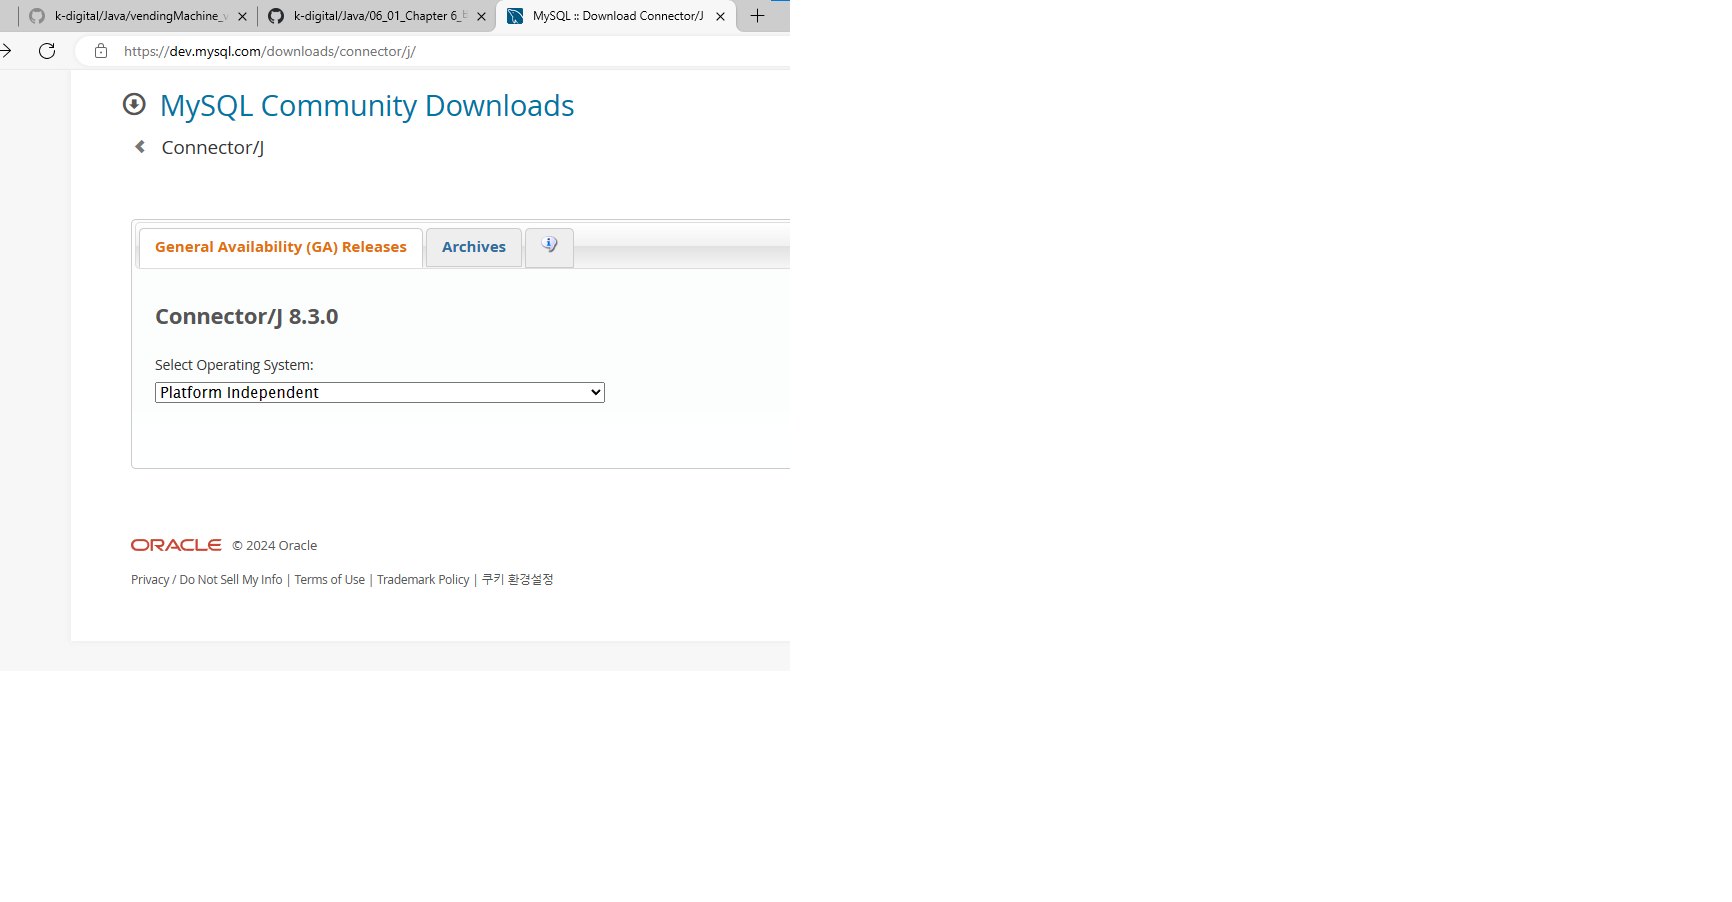 k-digital/Java/vendingMachine_v
k-digital/Java/06_01_Chapter 6_
MySQL :: Download Connector/J
https://dev.mysql.com/downloads/connector/j/
MySQL Community Downloads
Connector/J
General Availability (GA) Releases
Archives
Connector/J 8.3.0
Select Operating System:
Platform Independent
ORACLE © 2024 Oracle
Privacy / Do Not Sell My Info | Terms of Use | Trademark Policy | 쿠키 환경설정